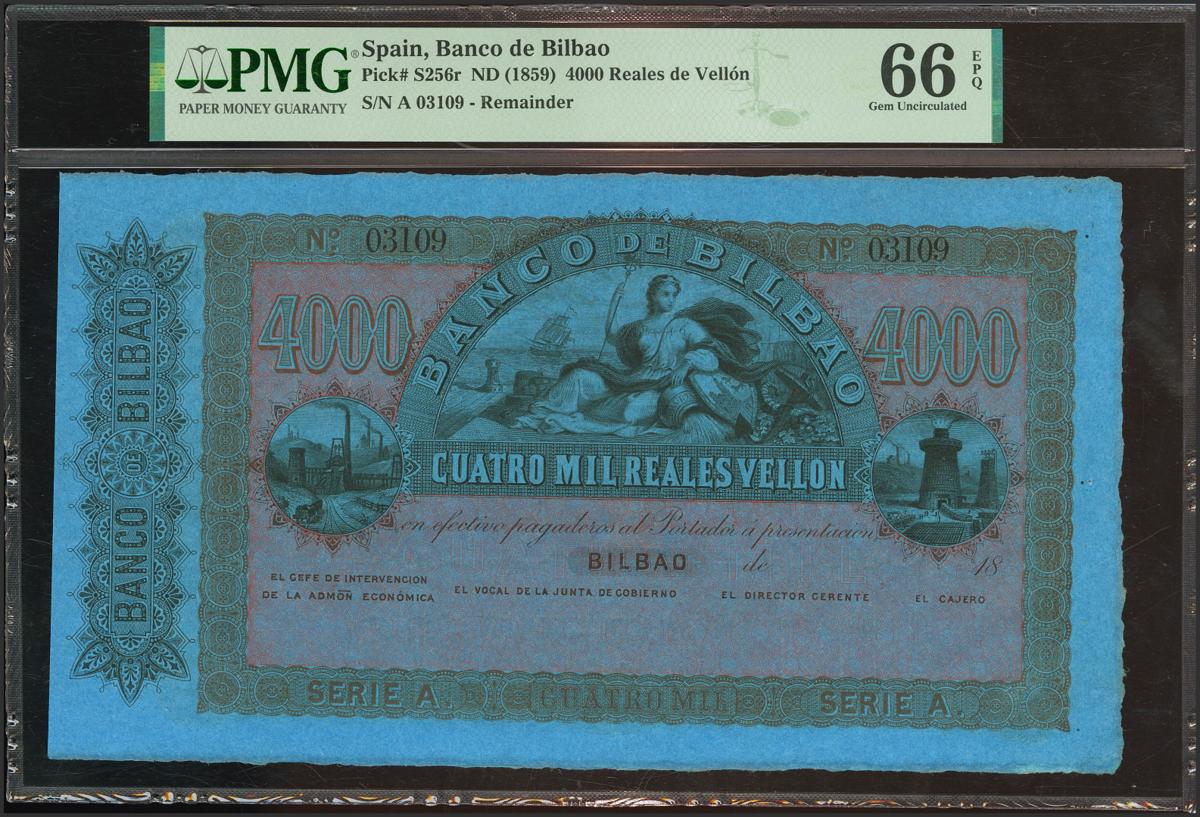 PMG®
PAPER MONEY GUARANTY
Spain, Banco de Bilbao
Pick# S256r ND (1859) 4000 Reales de Vellón
S/N A 03109 - Remainder
66 EPQ
Gem Uncirculated
BANCO DE BILBAO
Nº 03109
Nº 03109
BANCO DE BILBAO
4000
4000
CUATRO MIL REALES VELLON
en efectivo pagaderos al Portador á presentacion
BILBAO de 18
EL GEFE DE INTERVENCION
DE LA ADMÓN ECONÓMICA
EL VOCAL DE LA JUNTA DE GOBIERNO
EL DIRECTOR GERENTE
EL CAJERO
SERIE A.
CUATRO MIL
SERIE A.